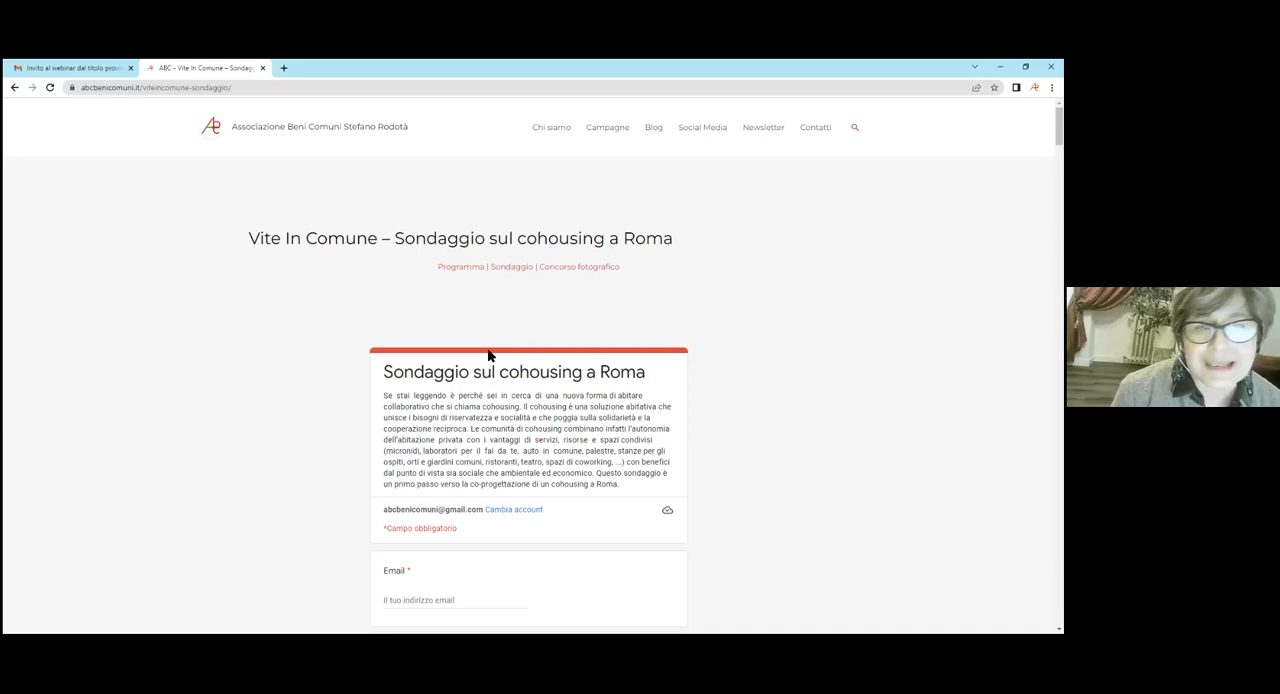 Invito al webinar dal titolo provvi
ABC - Vite In Comune – Sondagg
abcbenicomuni.it/viteincomune-sondaggio/
Associazione Beni Comuni Stefano Rodotà
Chi siamo Campagne Blog Social Media Newsletter Contatti
Vite In Comune – Sondaggio sul cohousing a Roma
Programma | Sondaggio | Concorso fotografico
Sondaggio sul cohousing a Roma
Se stai leggendo è perché sei in cerca di una nuova forma di abitare
collaborativo che si chiama cohousing. Il cohousing è una soluzione abitativa che
unisce i bisogni di riservatezza e socialità e che poggia sulla solidarietà e la
cooperazione reciproca. Le comunità di cohousing combinano infatti l'autonomia
dell'abitazione privata con i vantaggi di servizi, risorse e spazi condivisi
(micronidi, laboratori per il fai da te, auto in comune, palestre, stanze per gli
ospiti, orti e giardini comuni, ristoranti, teatro, spazi di coworking, ...) con benefici
dal punto di vista sia sociale che ambientale ed economico. Questo sondaggio è
un primo passo verso la co-progettazione di un cohousing a Roma.
abcbenicomuni@gmail.com Cambia account
*Campo obbligatorio
Email *
Il tuo indirizzo email